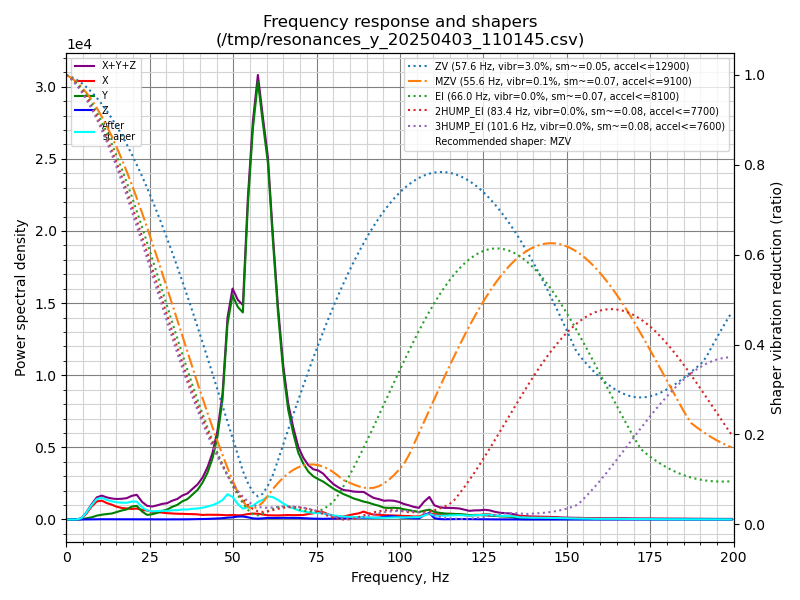 Frequency response and shapers
(/tmp/resonances_y_20250403_110145.csv)
1e4
X+Y+Z
X
Y
Z
After
shaper
ZV (57.6 Hz, vibr=3.0%, sm~=0.05, accel<=12900)
MZV (55.6 Hz, vibr=0.1%, sm~=0.07, accel<=9100)
EI (66.0 Hz, vibr=0.0%, sm~=0.07, accel<=8100)
2HUMP_EI (83.4 Hz, vibr=0.0%, sm~=0.08, accel<=7700)
3HUMP_EI (101.6 Hz, vibr=0.0%, sm~=0.08, accel<=7600)
Recommended shaper: MZV
Power spectral density
3.0
2.5
2.0
1.5
1.0
0.5
0.0
Shaper vibration reduction (ratio)
1.0
0.8
0.6
0.4
0.2
0.0
0 25 50 75 100 125 150 175 200
Frequency, Hz